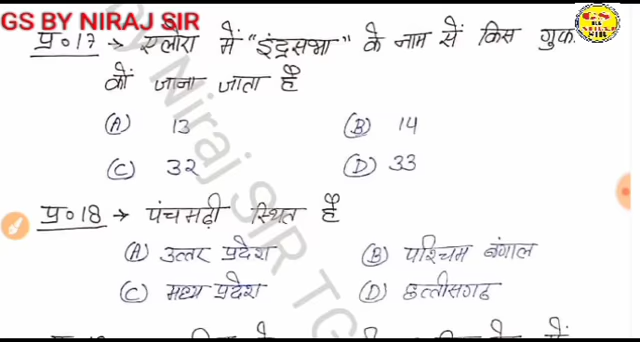 GS BY NIRAJ SIR
प्र०17 → एलोरा में "इंद्रसभा" के नाम सें किस गुफ
कों जाना जाता है
(A) 13 (B) 14
(C) 32 (D) 33
प्र०18 → पंचमढ़ी स्थित है
(A) उत्तर प्रदेश (B) पश्चिम बंगाल
(C) मध्य प्रदेश (D) छत्तीसगढ